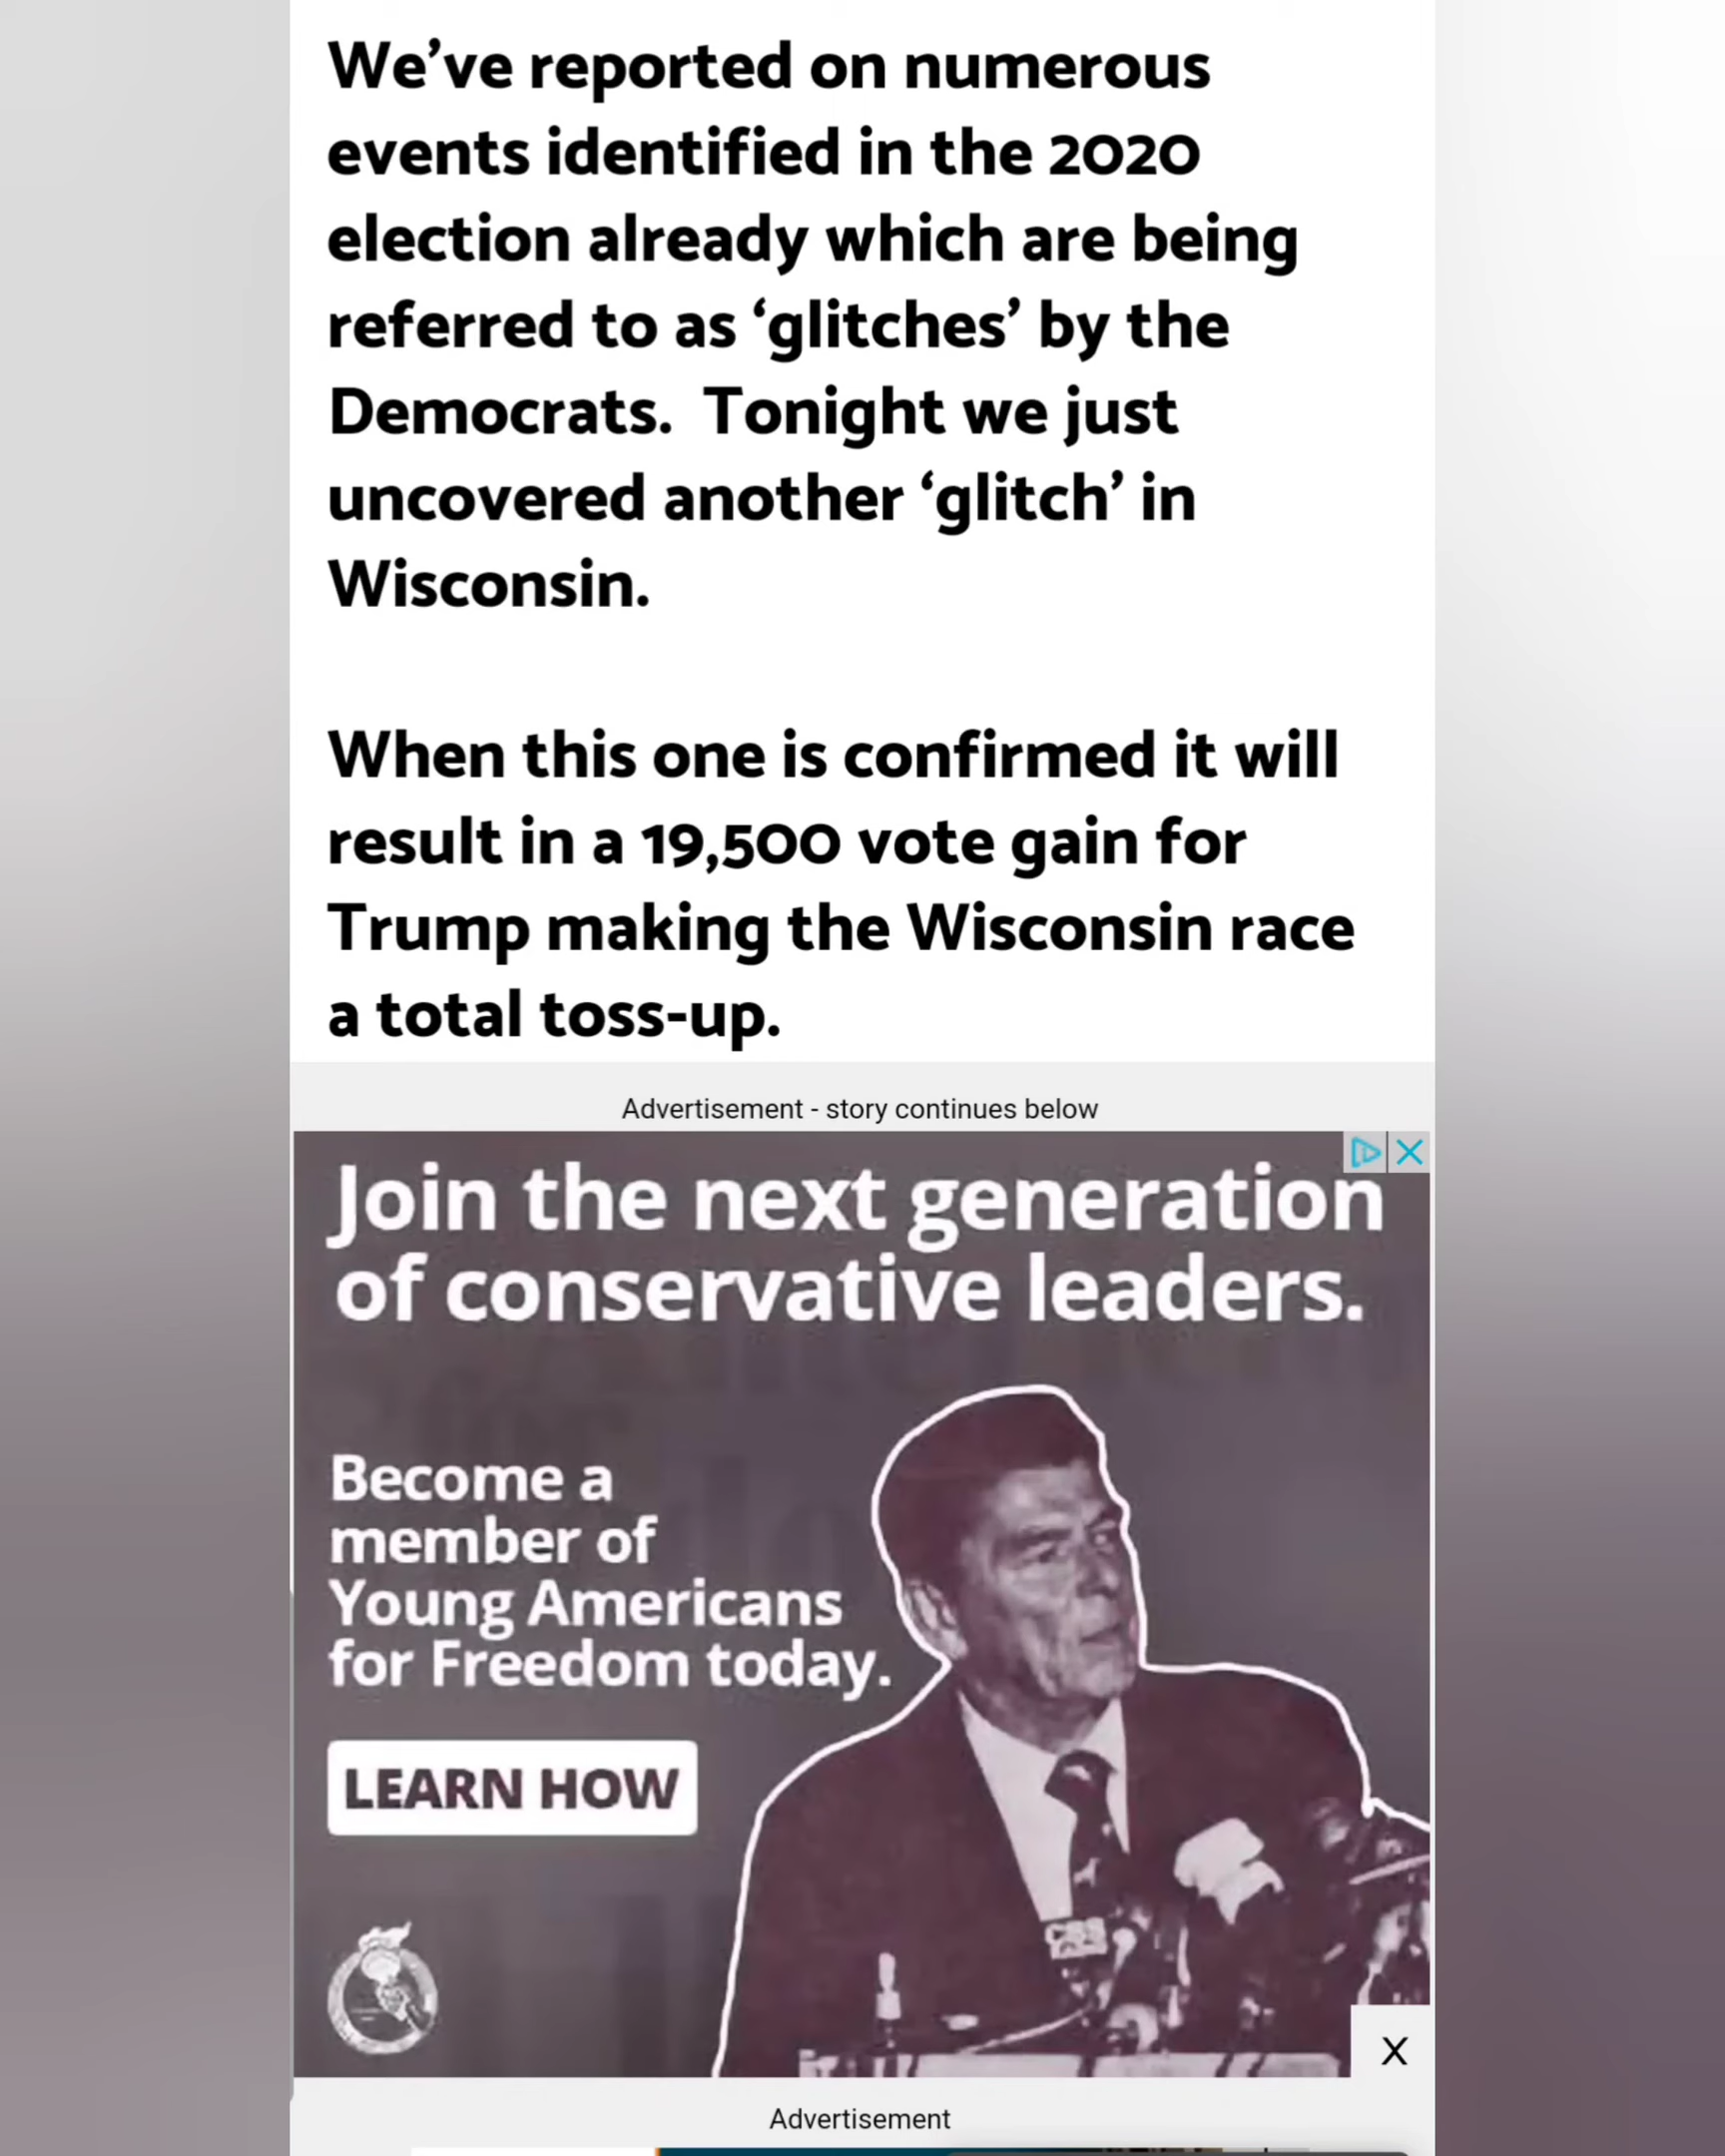 We’ve reported on numerous
events identified in the 2020
election already which are being
referred to as ‘glitches’ by the
Democrats.  Tonight we just
uncovered another ‘glitch’ in
Wisconsin.
When this one is confirmed it will
result in a 19,500 vote gain for
Trump making the Wisconsin race
a total toss-up.
Advertisement - story continues below
Join the next generation
of conservative leaders.
Become a
member of
Young Americans
for Freedom today.
LEARN HOW
CBS
X
Advertisement